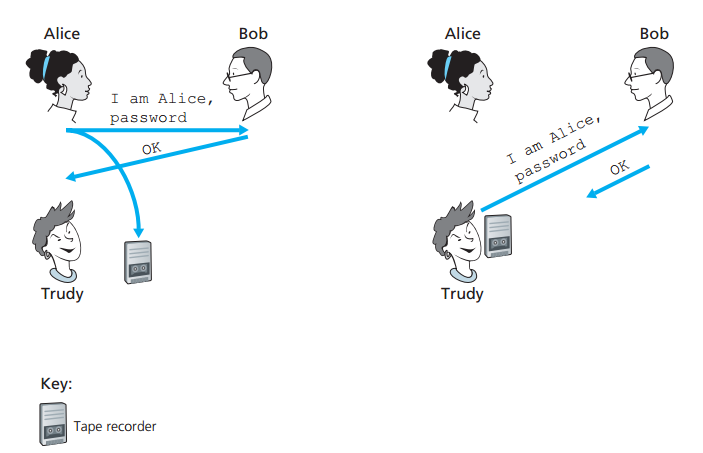 Alice
Bob
I am Alice,
password
OK
Trudy
Alice
Bob
I am Alice,
password
OK
Trudy
Key:
Tape recorder